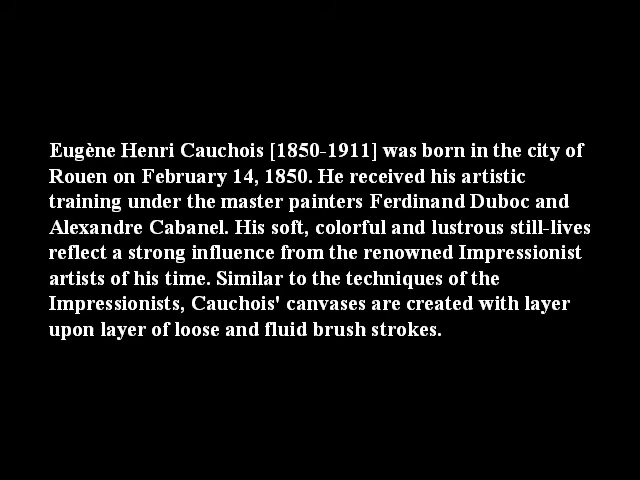 Eugène Henri Cauchois [1850-1911] was born in the city of
Rouen on February 14, 1850. He received his artistic
training under the master painters Ferdinand Duboc and
Alexandre Cabanel. His soft, colorful and lustrous still-lives
reflect a strong influence from the renowned Impressionist
artists of his time. Similar to the techniques of the
Impressionists, Cauchois' canvases are created with layer
upon layer of loose and fluid brush strokes.